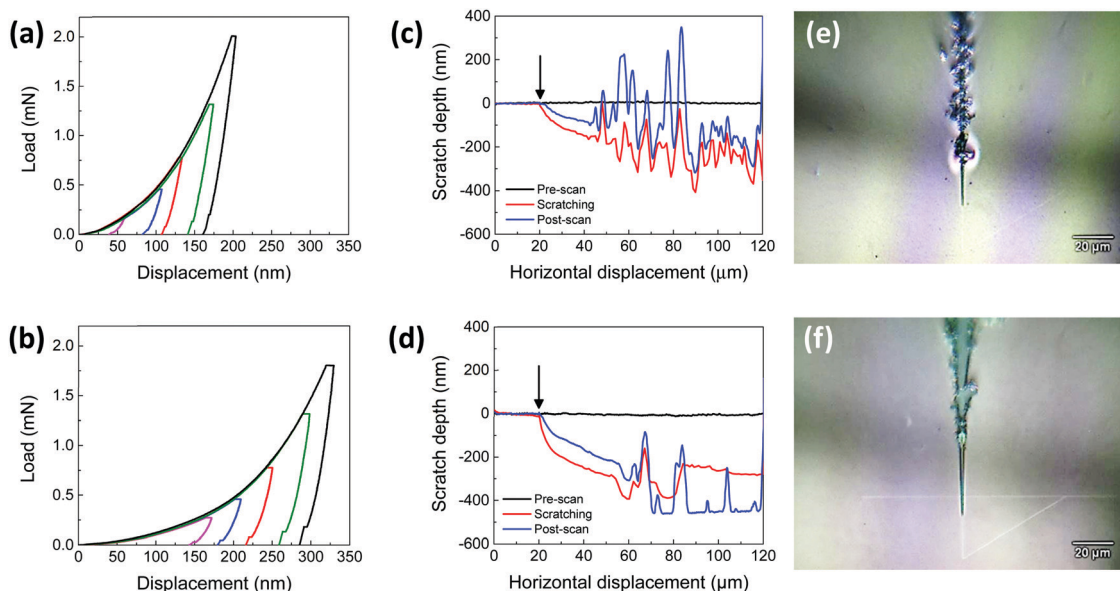 (a)
2.0
1.5
1.0
0.5
0.0
Load (mN)
0 50 100 150 200 250 300 350
Displacement (nm)
(c)
400
200
0
-200
-400
-600
Scratch depth (nm)
Pre-scan
Scratching
Post-scan
0 20 40 60 80 100 120
Horizontal displacement (μm)
(e)
20 μm
(b)
2.0
1.5
1.0
0.5
0.0
Load (mN)
0 50 100 150 200 250 300 350
Displacement (nm)
(d)
400
200
0
-200
-400
-600
Scratch depth (nm)
Pre-scan
Scratching
Post-scan
0 20 40 60 80 100 120
Horizontal displacement (μm)
(f)
20 μm